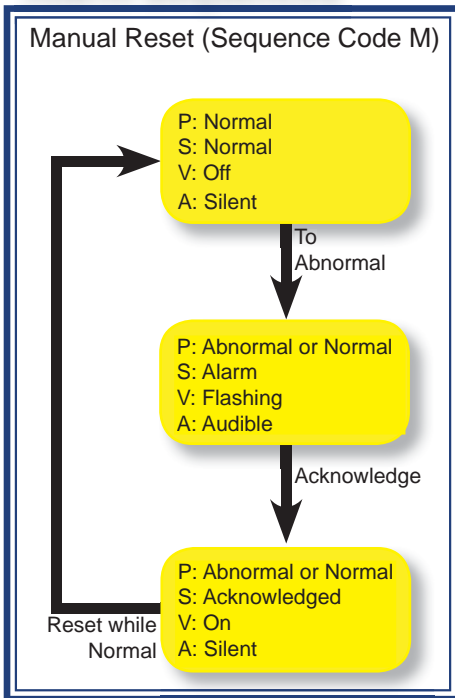 Manual Reset (Sequence Code M)
P: Normal
S: Normal
V: Off
A: Silent
To
Abnormal
P: Abnormal or Normal
S: Alarm
V: Flashing
A: Audible
Acknowledge
P: Abnormal or Normal
S: Acknowledged
V: On
A: Silent
Reset while
Normal